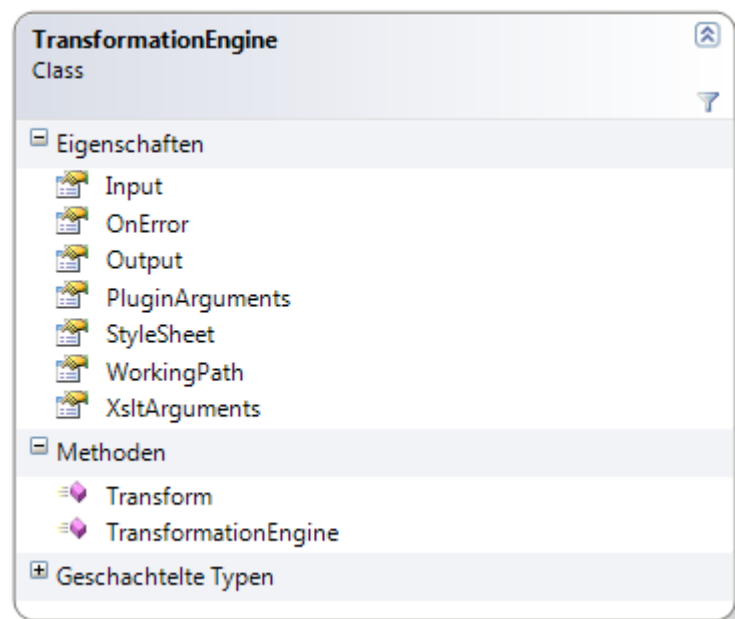 TransformationEngine
Class
Eigenschaften
Input
OnError
Output
PluginArguments
StyleSheet
WorkingPath
XsltArguments
Methoden
Transform
TransformationEngine
Geschachtelte Typen